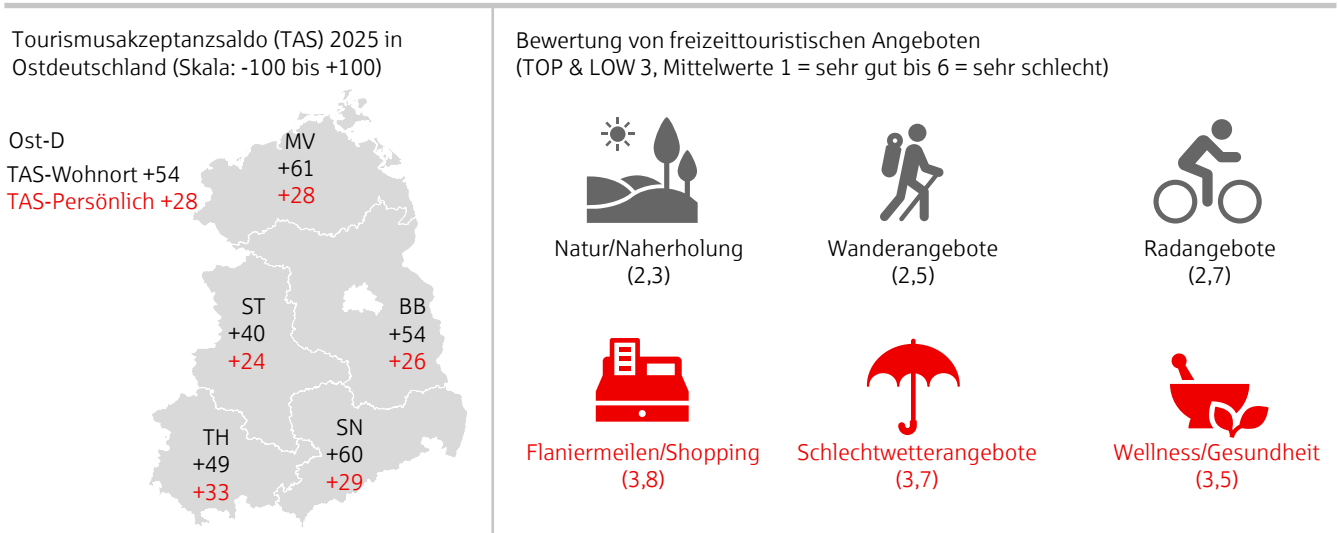 Tourismusakzeptanzsaldo (TAS) 2025 in
Ostdeutschland (Skala: -100 bis +100)
Ost-D
TAS-Wohnort +54
TAS-Persönlich +28
MV
+61
+28
ST
+40
+24
BB
+54
+26
TH
+49
+33
SN
+60
+29
Bewertung von freizeittouristischen Angeboten
(TOP & LOW 3, Mittelwerte 1 = sehr gut bis 6 = sehr schlecht)
Natur/Naherholung
(2,3)
Wanderangebote
(2,5)
Radangebote
(2,7)
Flaniermeilen/Shopping
(3,8)
Schlechtwetterangebote
(3,7)
Wellness/Gesundheit
(3,5)